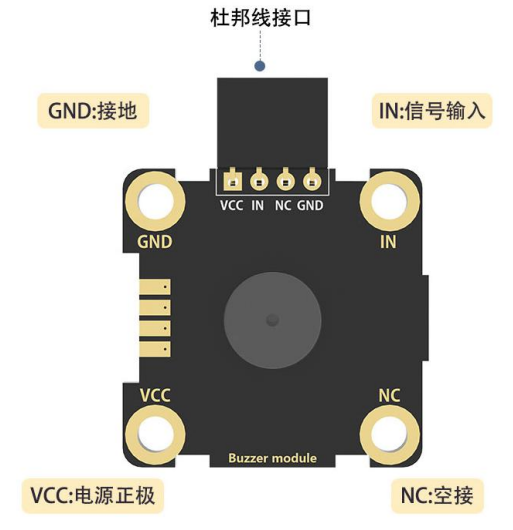 杜邦线接口
GND:接地
IN:信号输入
VCC IN NC GND
GND
IN
VCC
NC
Buzzer module
VCC:电源正极
NC:空接